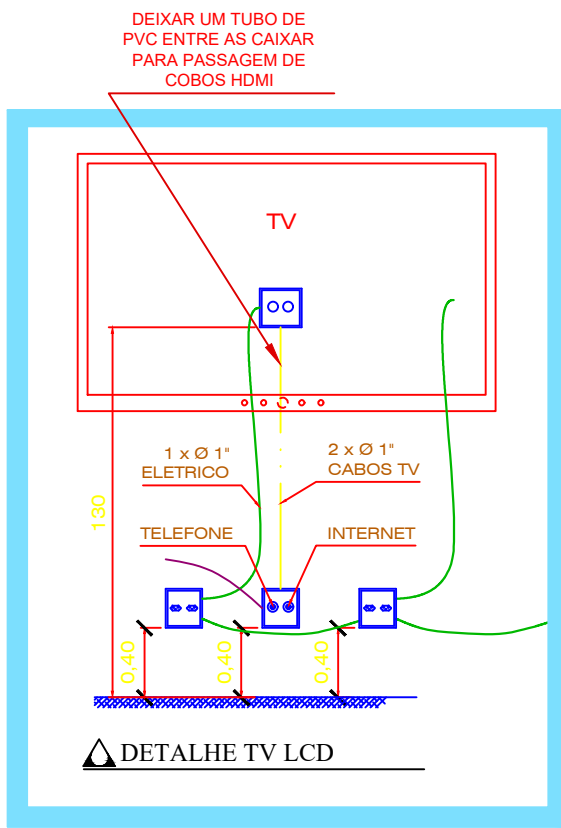 DEIXAR UM TUBO DE
PVC ENTRE AS CAIXAR
PARA PASSAGEM DE
COBOS HDMI
TV
1 x Ø 1"
ELETRICO
2 x Ø 1"
CABOS TV
130
TELEFONE
INTERNET
0,40
0,40
0,40
DETALHE TV LCD